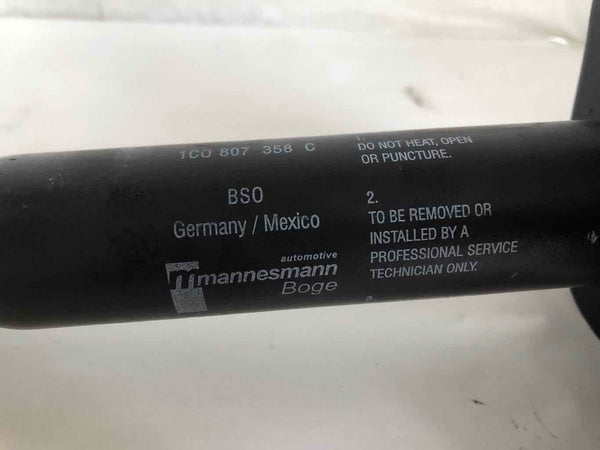 1C0 807 358 C
BSO
Germany / Mexico
automotive
mannesmann
Boge
1.
DO NOT HEAT, OPEN
OR PUNCTURE.
2.
TO BE REMOVED OR
INSTALLED BY A
PROFESSIONAL SERVICE
TECHNICIAN ONLY.